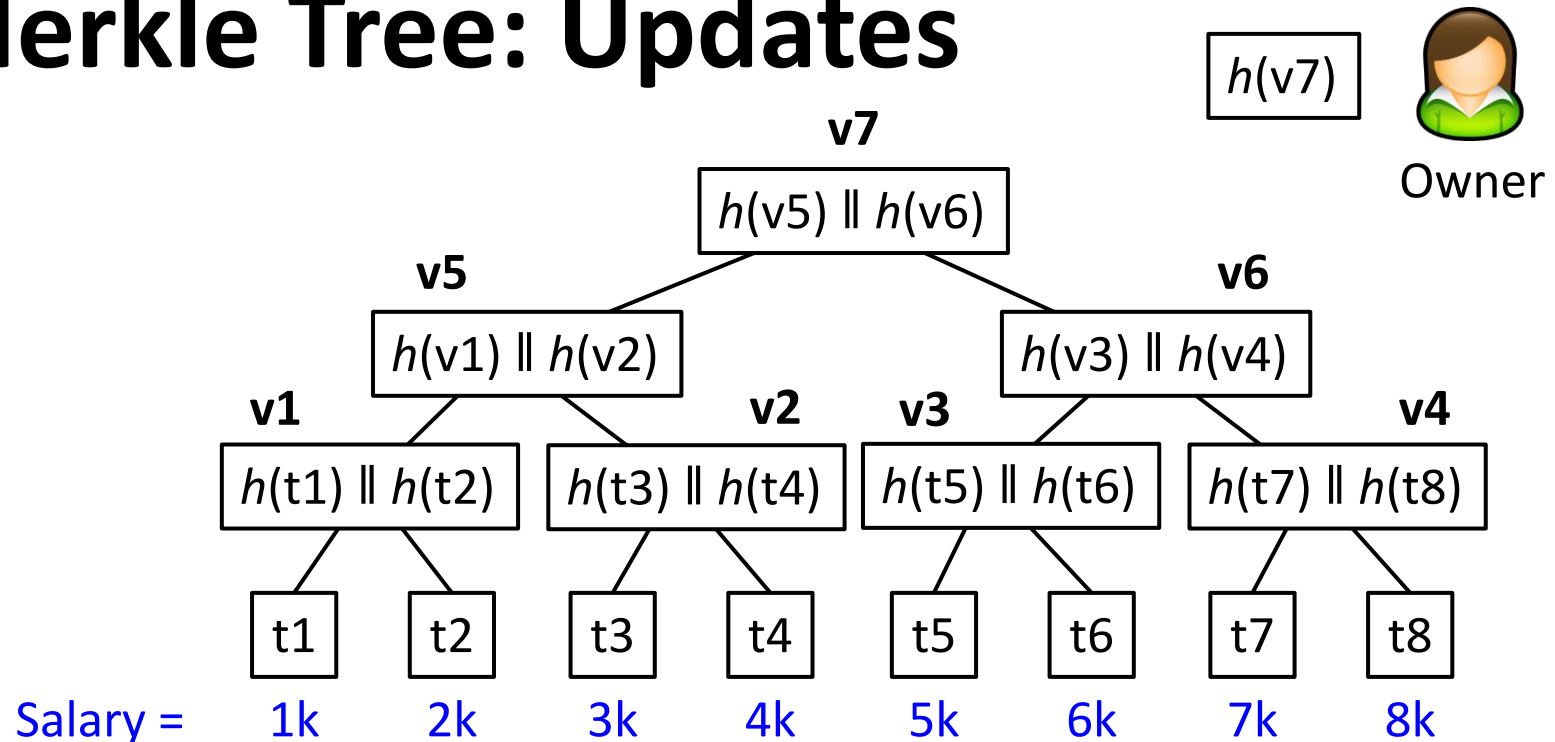 erkle Tree: Updates
h(v7)
Owner
v7
h(v5) ǁ h(v6)
v5 v6
h(v1) ǁ h(v2) h(v3) ǁ h(v4)
v1 v2 v3 v4
h(t1) ǁ h(t2) h(t3) ǁ h(t4) h(t5) ǁ h(t6) h(t7) ǁ h(t8)
t1 t2 t3 t4 t5 t6 t7 t8
Salary = 1k 2k 3k 4k 5k 6k 7k 8k